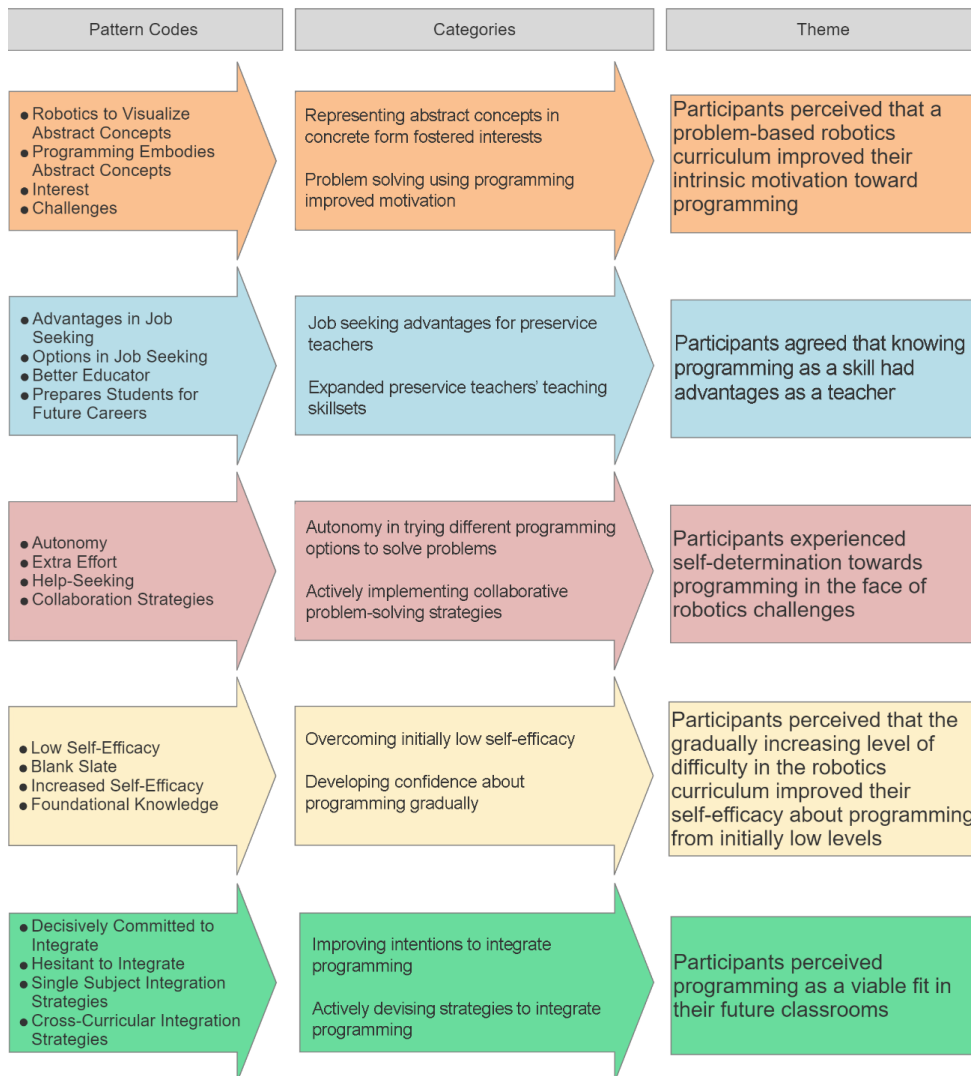 Pattern Codes
Categories
Theme
● Robotics to Visualize
Abstract Concepts
● Programming Embodies
Abstract Concepts
● Interest
● Challenges
Representing abstract concepts in
concrete form fostered interests
Problem solving using programming
improved motivation
Participants perceived that a
problem-based robotics
curriculum improved their
intrinsic motivation toward
programming
● Advantages in Job
Seeking
● Options in Job Seeking
● Better Educator
● Prepares Students for
Future Careers
Job seeking advantages for preservice
teachers
Expanded preservice teachers' teaching
skillsets
Participants agreed that knowing
programming as a skill had
advantages as a teacher
● Autonomy
● Extra Effort
● Help-Seeking
● Collaboration Strategies
Autonomy in trying different programming
options to solve problems
Actively implementing collaborative
problem-solving strategies
Participants experienced
self-determination towards
programming in the face of
robotics challenges
● Low Self-Efficacy
● Blank Slate
● Increased Self-Efficacy
● Foundational Knowledge
Overcoming initially low self-efficacy
Developing confidence about
programming gradually
Participants perceived that the
gradually increasing level of
difficulty in the robotics
curriculum improved their
self-efficacy about programming
from initially low levels
● Decisively Committed to
Integrate
● Hesitant to Integrate
● Single Subject Integration
Strategies
● Cross-Curricular Integration
Strategies
Improving intentions to integrate
programming
Actively devising strategies to integrate
programming
Participants perceived
programming as a viable fit in
their future classrooms